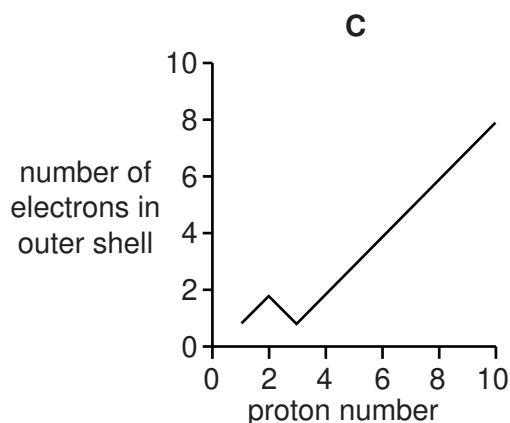 C
10
8
6
4
2
0
number of
electrons in
outer shell
0 2 4 6 8 10
proton number